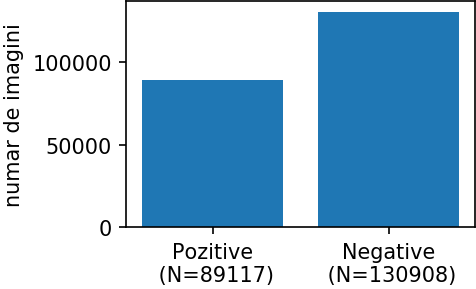 numar de imagini
100000
50000
0
Pozitive
(N=89117)
Negative
(N=130908)